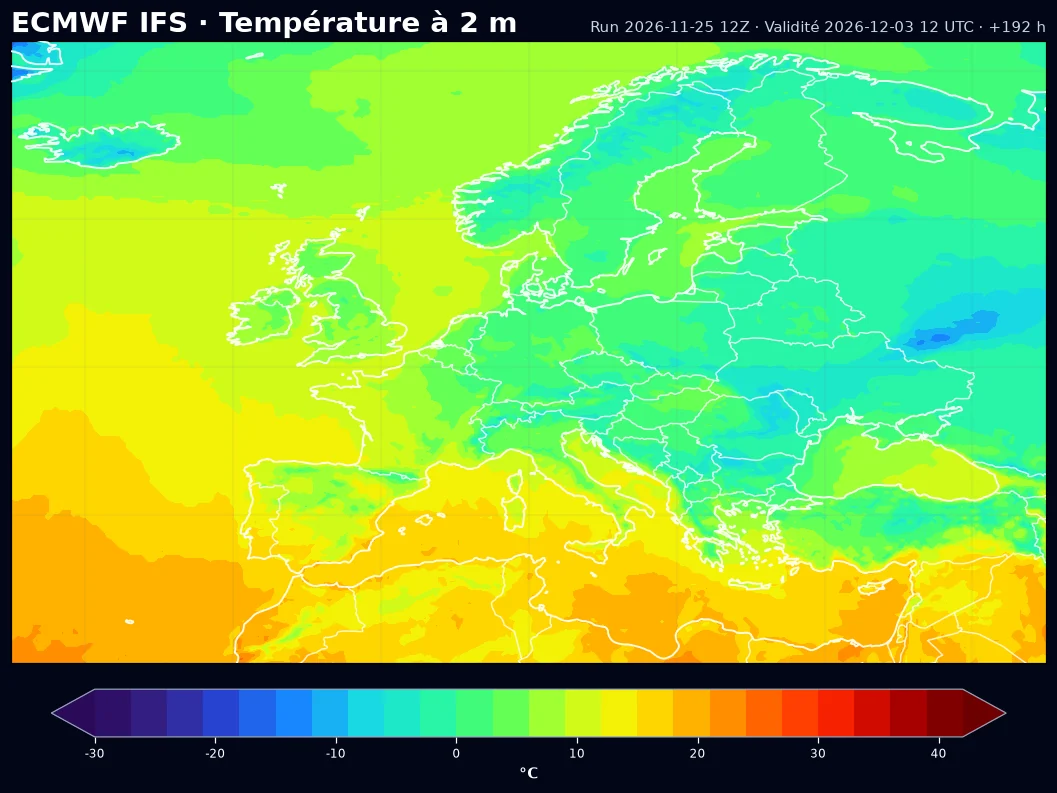 ECMWF IFS · Température à 2 m
Run 2026-11-25 12Z · Validité 2026-12-03 12 UTC · +192 h
-30 -20 -10 0 10 20 30 40
°C